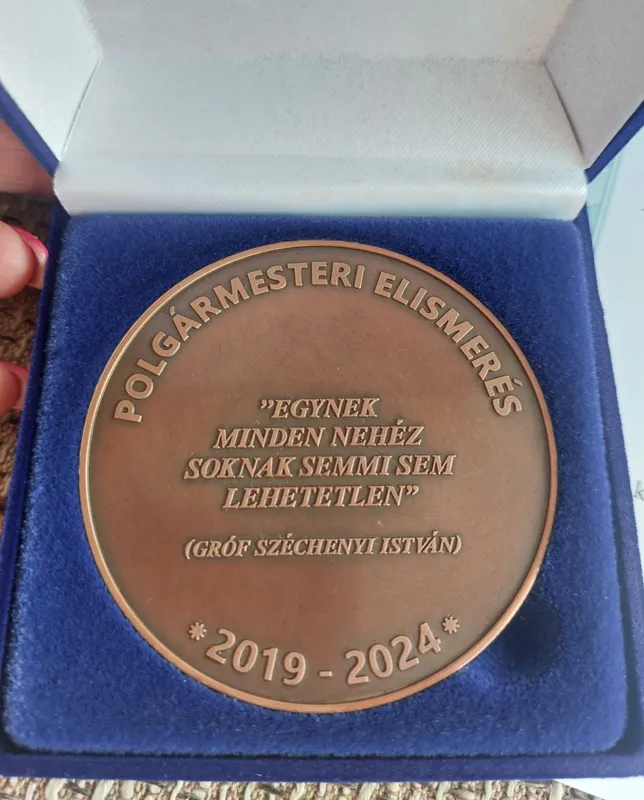 POLGÁRMESTERI ELISMERÉS
"EGYNEK
MINDEN NEHÉZ
SOKNAK SEMMI SEM
LEHETETLEN"
(GRÓF SZÉCHENYI ISTVÁN)
* 2019 - 2024 *